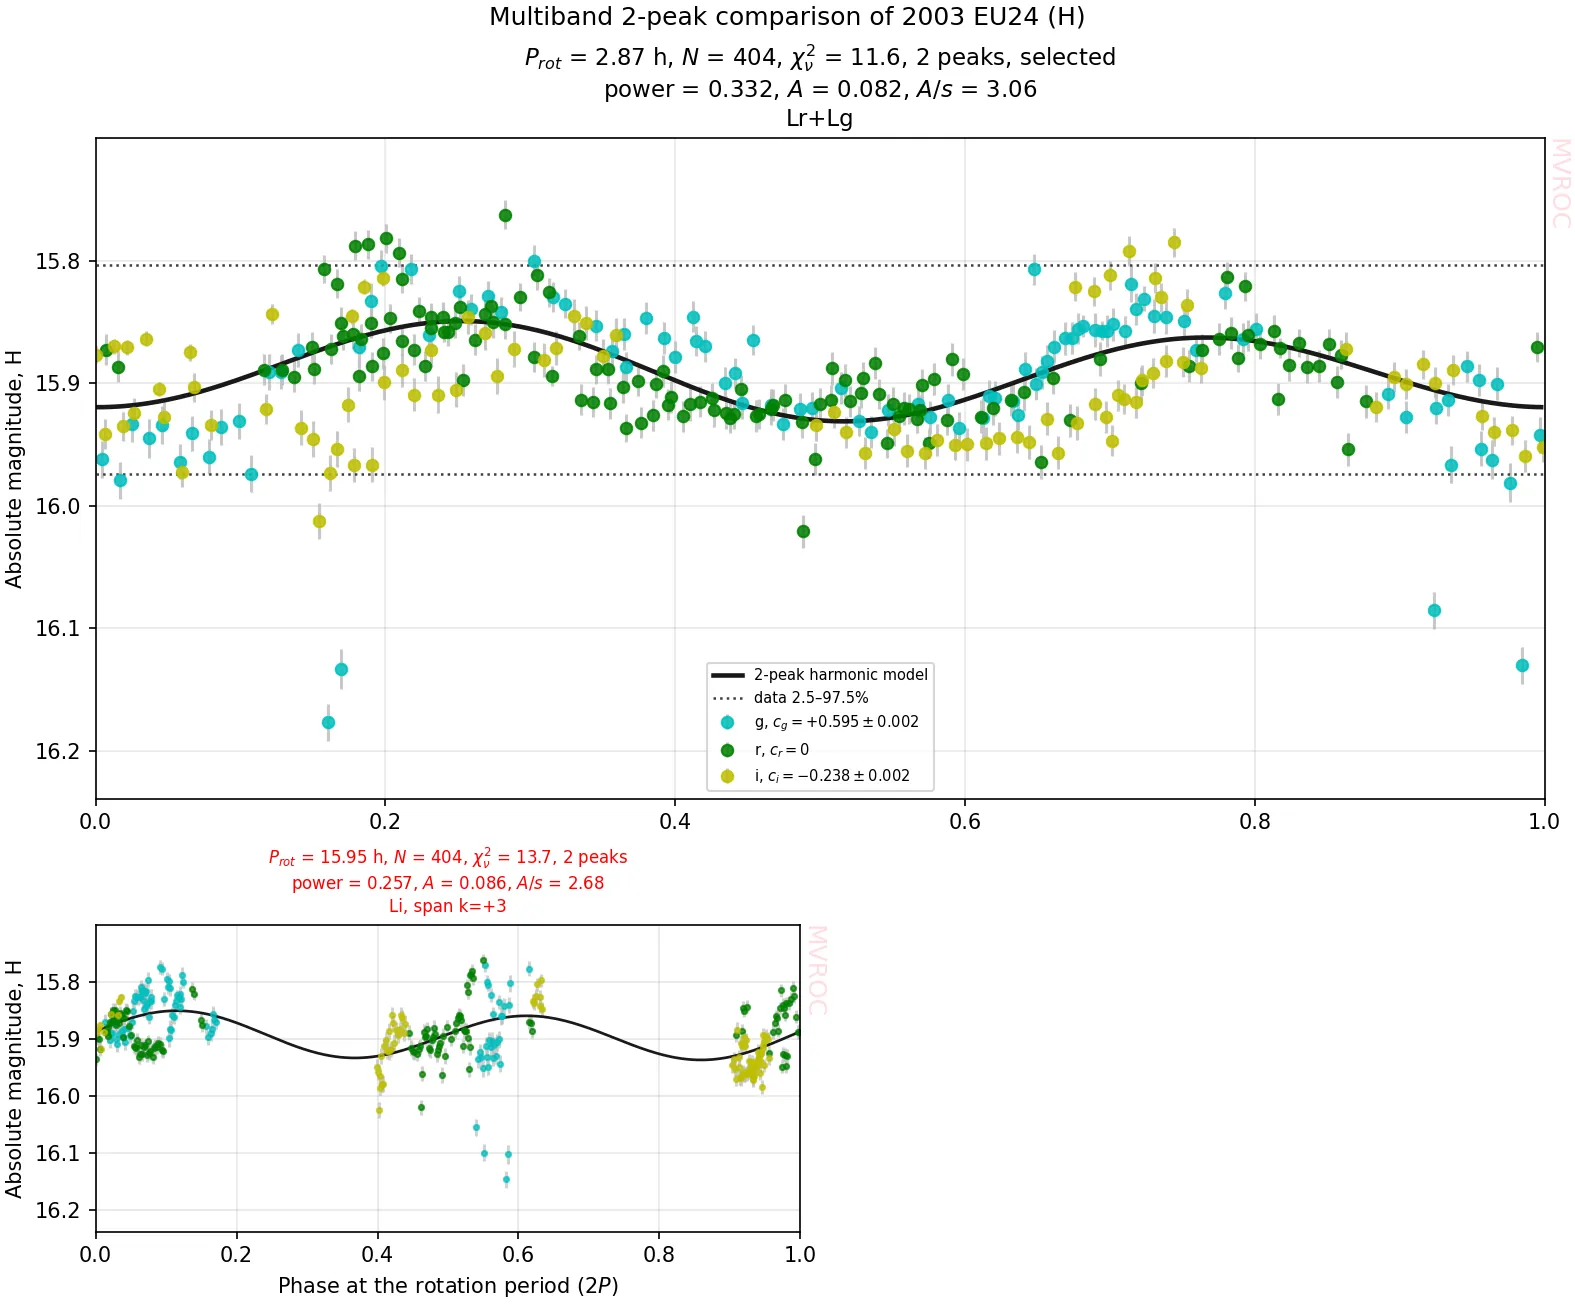 Multiband 2-peak comparison of 2003 EU24 (H)
P_rot = 2.87 h, N = 404, χ²_ν = 11.6, 2 peaks, selected
power = 0.332, A = 0.082, A/s = 3.06
Lr+Lg
MVROC
Absolute magnitude, H
15.8
15.9
16.0
16.1
16.2
2-peak harmonic model
data 2.5–97.5%
g, c_g = +0.595 ± 0.002
r, c_r = 0
i, c_i = −0.238 ± 0.002
0.0 0.2 0.4 0.6 0.8 1.0
P_rot = 15.95 h, N = 404, χ²_ν = 13.7, 2 peaks
power = 0.257, A = 0.086, A/s = 2.68
Li, span k=+3
MVROC
Absolute magnitude, H
15.8
15.9
16.0
16.1
16.2
0.0 0.2 0.4 0.6 0.8 1.0
Phase at the rotation period (2P)